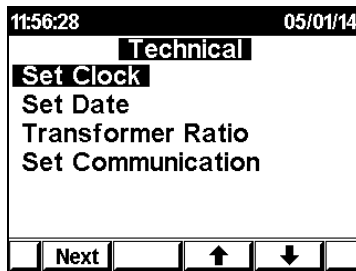 11:56:28 05/01/14
Technical
Set Clock
Set Date
Transformer Ratio
Set Communication
Next ↑ ↓